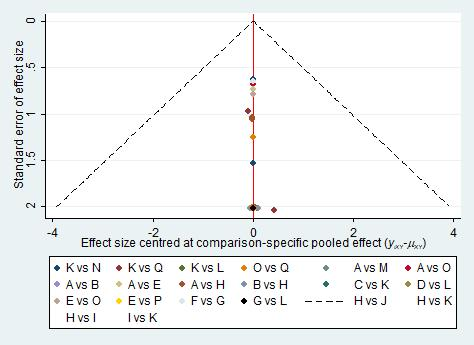 0
.5
1
1.5
2
Standard error of effect size
-4 -2 0 2 4
Effect size centred at comparison-specific pooled effect (yiXY-μXY)
K vs N K vs Q K vs L O vs Q A vs M A vs O
A vs B A vs E A vs H B vs H C vs K D vs L
E vs O E vs P F vs G G vs L H vs J H vs K
H vs I I vs K